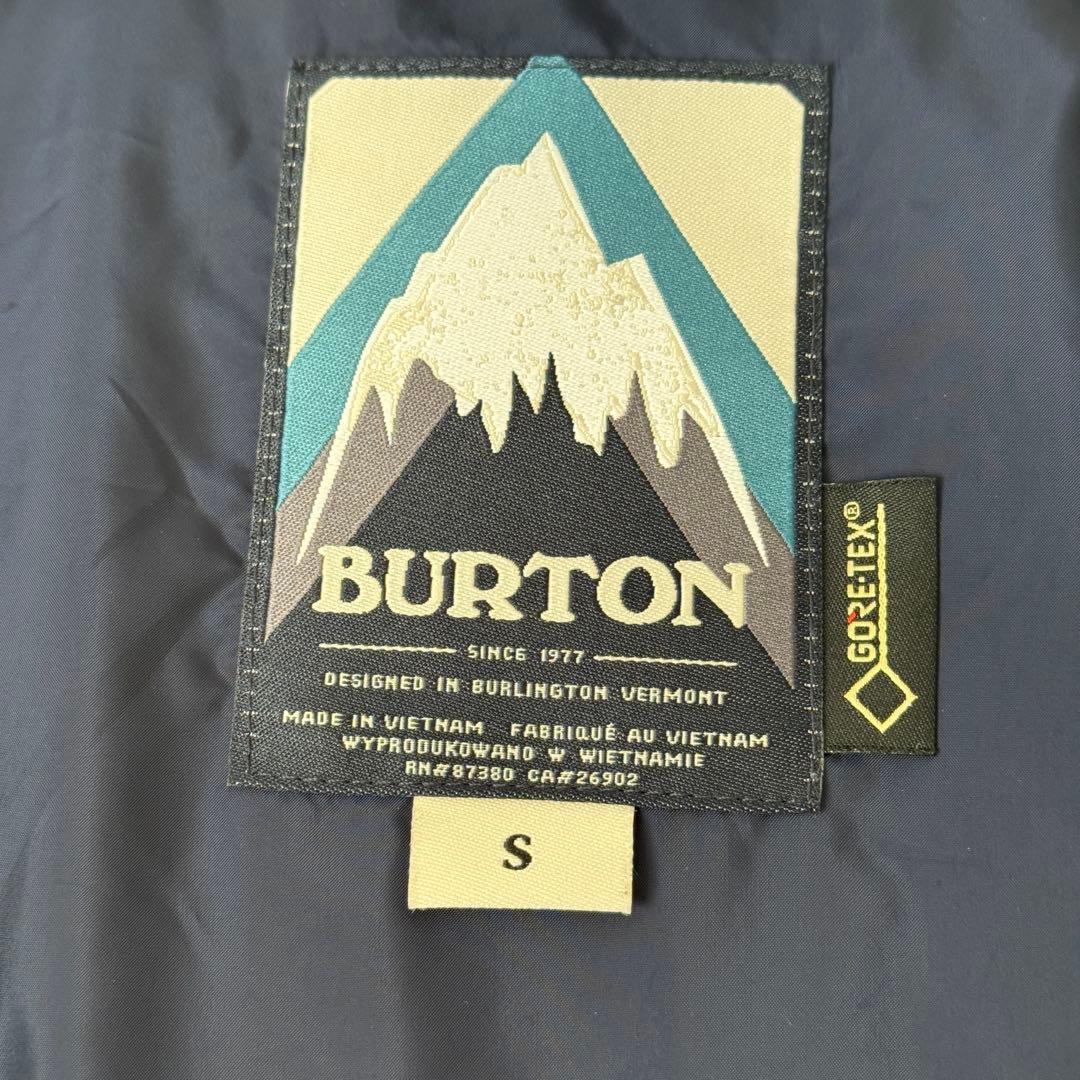 BURTON
SINCE 1977
DESIGNED IN BURLINGTON VERMONT
MADE IN VIETNAM FABRIQUÉ AU VIETNAM
WYPRODUKOWANO W WIETNAMIE
RN#87380 CA#26902
S
GORE-TEX®